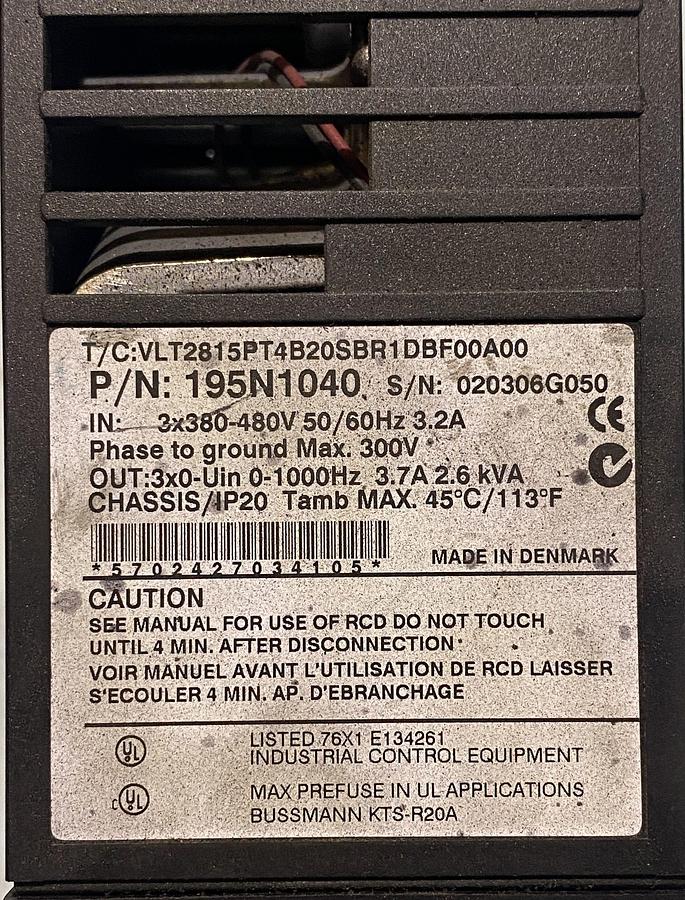 T/C:VLT2815PT4B20SBR1DBF00A00
P/N: 195N1040 S/N: 020306G050
IN: 3x380-480V 50/60Hz 3.2A
CE
Phase to ground Max. 300V
OUT:3x0-Uin 0-1000Hz 3.7A 2.6 kVA
CHASSIS/IP20 Tamb MAX. 45°C/113°F
*5702427034105*
MADE IN DENMARK
CAUTION
SEE MANUAL FOR USE OF RCD DO NOT TOUCH
UNTIL 4 MIN. AFTER DISCONNECTION
VOIR MANUEL AVANT L'UTILISATION DE RCD LAISSER
S'ECOULER 4 MIN. AP. D'EBRANCHAGE
UL LISTED 76X1 E134261
INDUSTRIAL CONTROL EQUIPMENT
c UL MAX PREFUSE IN UL APPLICATIONS
BUSSMANN KTS-R20A